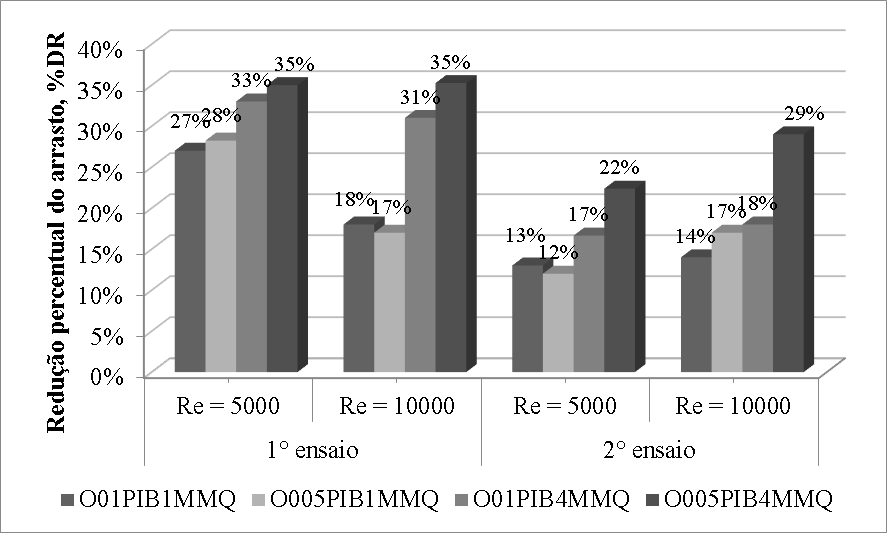 Redução percentual do arrasto, %DR
40%
35%
30%
25%
20%
15%
10%
5%
0%
27%
28%
33%
35%
18%
17%
31%
35%
13%
12%
17%
22%
14%
17%
18%
29%
Re = 5000
Re = 10000
Re = 5000
Re = 10000
1° ensaio
2° ensaio
O01PIB1MMQ
O005PIB1MMQ
O01PIB4MMQ
O005PIB4MMQ